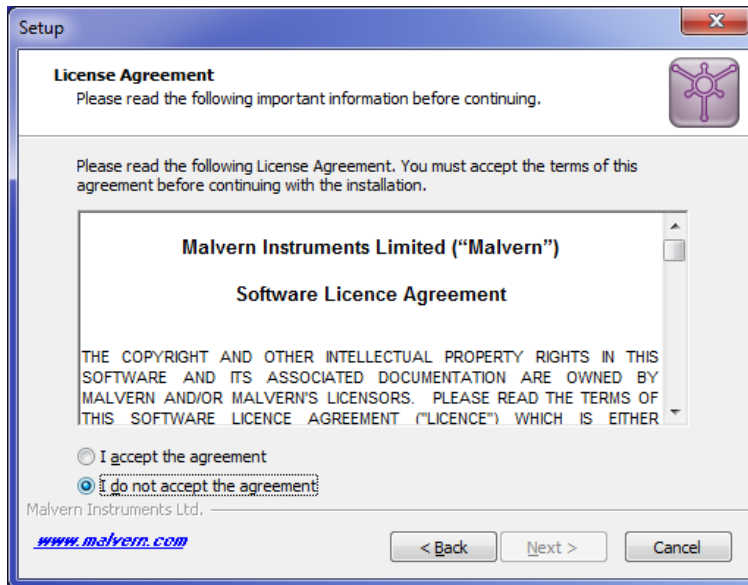 Setup
License Agreement
Please read the following important information before continuing.
Please read the following License Agreement. You must accept the terms of this
agreement before continuing with the installation.
Malvern Instruments Limited (“Malvern”)
Software Licence Agreement
THE COPYRIGHT AND OTHER INTELLECTUAL PROPERTY RIGHTS IN THIS
SOFTWARE AND ITS ASSOCIATED DOCUMENTATION ARE OWNED BY
MALVERN AND/OR MALVERN'S LICENSORS. PLEASE READ THE TERMS OF
THIS SOFTWARE LICENCE AGREEMENT ("LICENCE") WHICH IS EITHER
I accept the agreement
I do not accept the agreement
Malvern Instruments Ltd.
www.malvern.com
< Back Next > Cancel